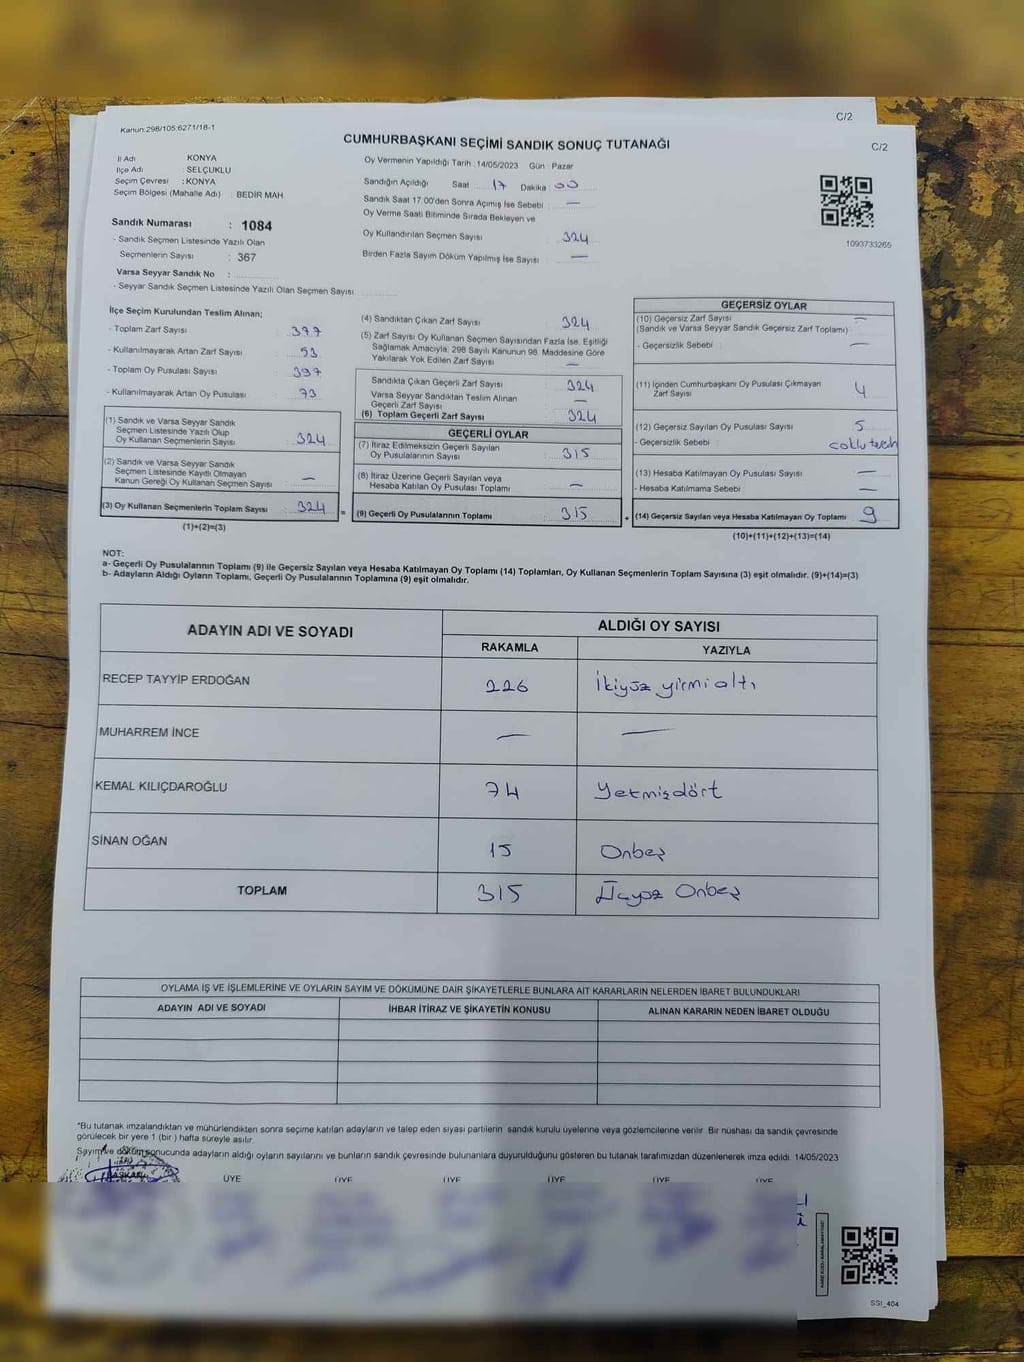 C/2
Kanun:298/105;6271/18-1
CUMHURBAŞKANI SEÇİMİ SANDIK SONUÇ TUTANAĞI
C/2
İl Adı KONYA
İlçe Adı : SELÇUKLU
Seçim Çevresi : KONYA
Seçim Bölgesi (Mahalle Adı) : BEDİR MAH
Oy Vermenin Yapıldığı Tarih : 14/05/2023 Gün : Pazar
Sandığın Açıldığı Saat 17 Dakika : 00
Sandık Saat 17.00'den Sonra Açımış İse Sebebi : —
Oy Verme Saati Bitiminde Sırada Bekleyen ve
Oy Kullandırılan Seçmen Sayısı 324
Birden Fazla Sayım Döküm Yapılmış İse Sayısı : —
1093733265
Sandık Numarası : 1084
- Sandık Seçmen Listesinde Yazılı Olan
Seçmenlerin Sayısı : 367
Varsa Seyyar Sandık No :
- Seyyar Sandık Seçmen Listesinde Yazılı Olan Seçmen Sayısı:
İlçe Seçim Kurulundan Teslim Alınan;
- Toplam Zarf Sayısı : 377
- Kullanılmayarak Artan Zarf Sayısı : 53
- Toplam Oy Pusulası Sayısı : 397
- Kullanılmayarak Artan Oy Pusulası : 73
(1) Sandık ve Varsa Seyyar Sandık
Seçmen Listesinde Yazılı Olup
Oy Kullanan Seçmenlerin Sayısı : 324
(2) Sandık ve Varsa Seyyar Sandık
Seçmen Listesinde Kayıtlı Olmayan
Kanun Gereği Oy Kullanan Seçmen Sayısı : —
(3) Oy Kullanan Seçmenlerin Toplam Sayısı : 324
(1)+(2)=(3)
(4) Sandıktan Çıkan Zarf Sayısı : 324
(5) Zarf Sayısı Oy Kullanan Seçmen Sayısından Fazla İse, Eşitliği
Sağlamak Amacıyla; 298 Sayılı Kanunun 98. Maddesine Göre
Yakılarak Yok Edilen Zarf Sayısı : —
Sandıkta Çıkan Geçerli Zarf Sayısı : 324
Varsa Seyyar Sandıktan Teslim Alınan
Geçerli Zarf Sayısı : —
(6) Toplam Geçerli Zarf Sayısı : 324
GEÇERLİ OYLAR
(7) İtiraz Edilmeksizin Geçerli Sayılan
Oy Pusulalarının Sayısı : 315
(8) İtiraz Üzerine Geçerli Sayılan veya
Hesaba Katılan Oy Pusulası Toplamı : —
= (9) Geçerli Oy Pusulalarının Toplamı : 315
GEÇERSİZ OYLAR
(10) Geçersiz Zarf Sayısı : —
(Sandık ve Varsa Seyyar Sandık Geçersiz Zarf Toplamı)
- Geçersizlik Sebebi : —
(11) İçinden Cumhurbaşkanı Oy Pusulası Çıkmayan
Zarf Sayısı : 4
(12) Geçersiz Sayılan Oy Pusulası Sayısı : 5
- Geçersizlik Sebebi :
(13) Hesaba Katılmayan Oy Pusulası Sayısı : —
- Hesaba Katılmama Sebebi : —
+ (14) Geçersiz Sayılan veya Hesaba Katılmayan Oy Toplamı : 9
(10)+(11)+(12)+(13)=(14)
NOT:
a- Geçerli Oy Pusulalarının Toplamı (9) ile Geçersiz Sayılan veya Hesaba Katılmayan Oy Toplamı (14) Toplamları, Oy Kullanan Seçmenlerin Toplam Sayısına (3) eşit olmalıdır. (9)+(14)=(3)
b- Adayların Aldığı Oyların Toplamı, Geçerli Oy Pusulalarının Toplamına (9) eşit olmalıdır.
ADAYIN ADI VE SOYADI
ALDIĞI OY SAYISI
RAKAMLA YAZIYLA
RECEP TAYYİP ERDOĞAN 226 İkiyüz yirmi altı
MUHARREM İNCE — —
KEMAL KILIÇDAROĞLU 74 Yetmişdört
SİNAN OĞAN 15 Onbeş
TOPLAM 315 Üçyüz Onbeş
OYLAMA İŞ VE İŞLEMLERİNE VE OYLARIN SAYIM VE DÖKÜMÜNE DAİR ŞİKAYETLERLE BUNLARA AİT KARARLARIN NELERDEN İBARET BULUNDUKLARI
ADAYIN ADI VE SOYADI İHBAR İTİRAZ VE ŞİKAYETİN KONUSU ALINAN KARARIN NEDEN İBARET OLDUĞU
"Bu tutanak imzalandıktan ve mühürlendikten sonra seçime katılan adayların ve talep eden siyasi partilerin sandık kurulu üyelerine veya gözlemcilerine verilir. Bir nüshası da sandık çevresinde
görülecek bir yere 1 (bir ) hafta süreyle asılır.
Sayım ve döküm sonucunda adayların aldığı oyların sayılarını ve bunların sandık çevresinde bulunanlara duyurulduğunu gösteren bu tutanak tarafımızdan düzenlenerek imza edildi. 14/05/2023
BAŞKAN ÜYE ÜYE ÜYE ÜYE ÜYE ÜYE
SSI_404